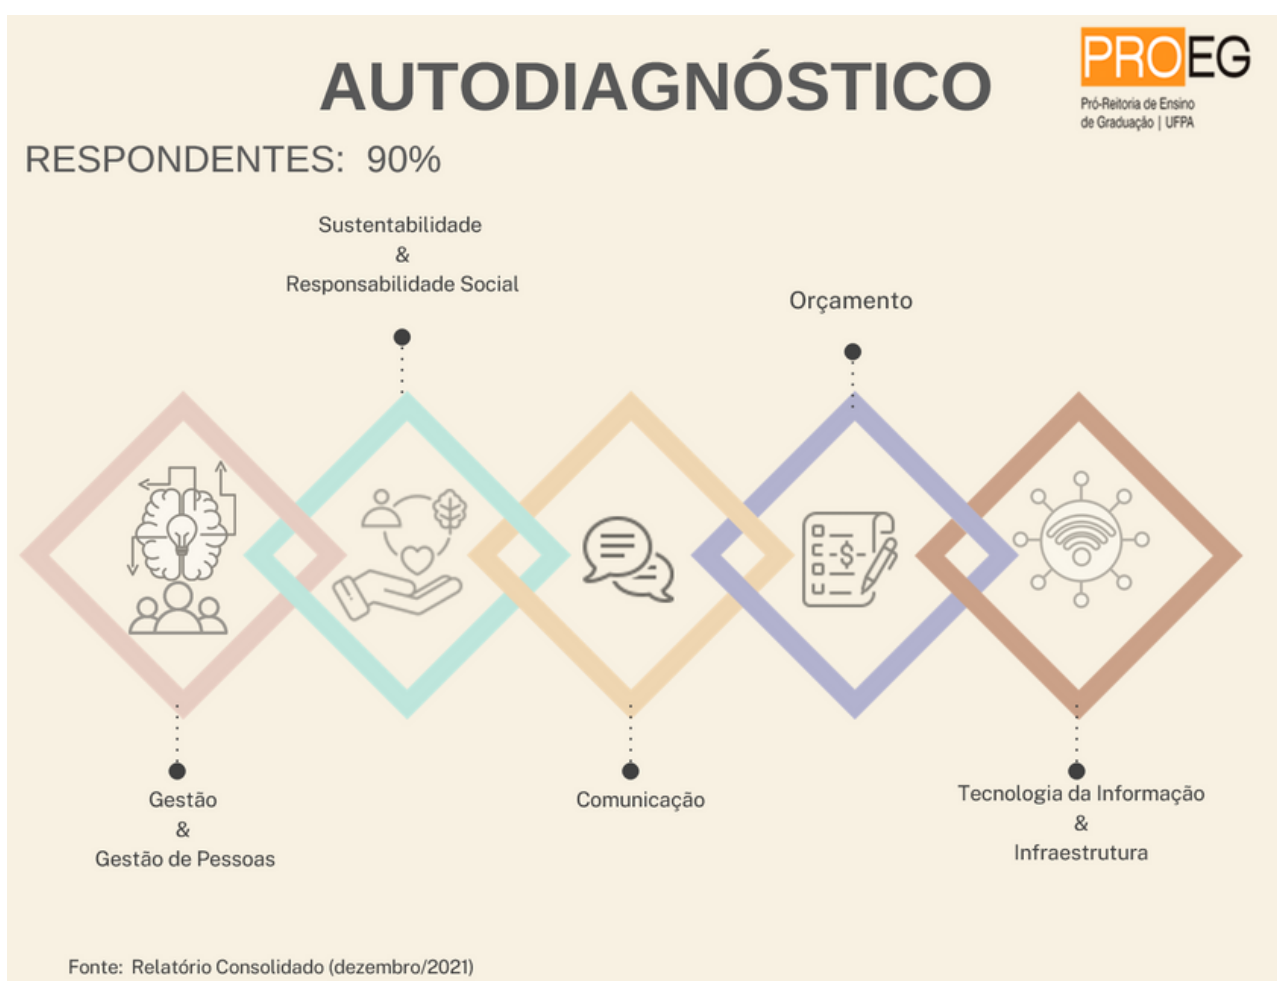 AUTODIAGNÓSTICO
PROEG
Pró-Reitoria de Ensino
de Graduação | UFPA
RESPONDENTES: 90%
Sustentabilidade
&
Responsabilidade Social
Orçamento
-$-
Gestão
&
Gestão de Pessoas
Comunicação
Tecnologia da Informação
&
Infraestrutura
Fonte: Relatório Consolidado (dezembro/2021)